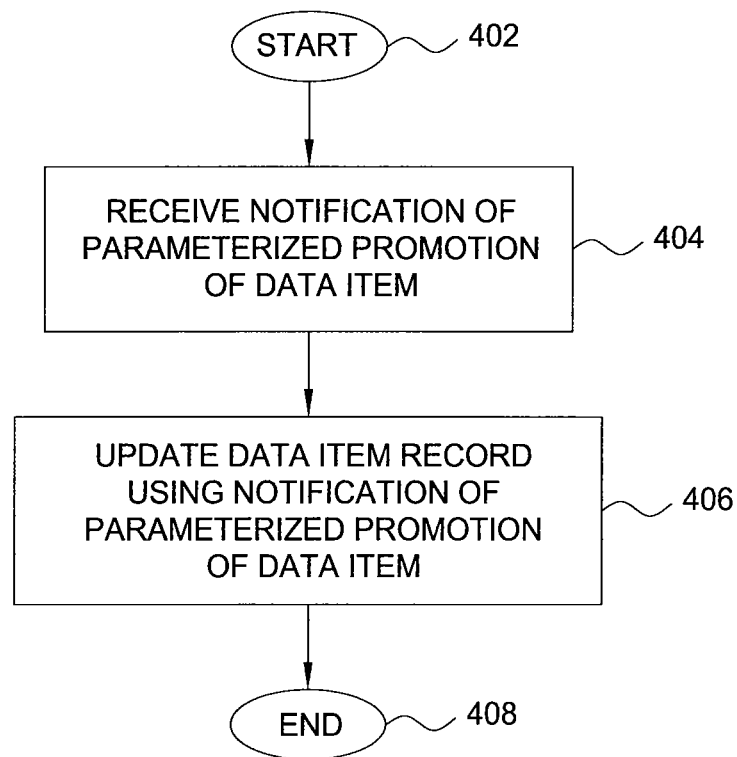 START
402
RECEIVE NOTIFICATION OF
PARAMETERIZED PROMOTION
OF DATA ITEM
404
UPDATE DATA ITEM RECORD
USING NOTIFICATION OF
PARAMETERIZED PROMOTION
OF DATA ITEM
406
END
408